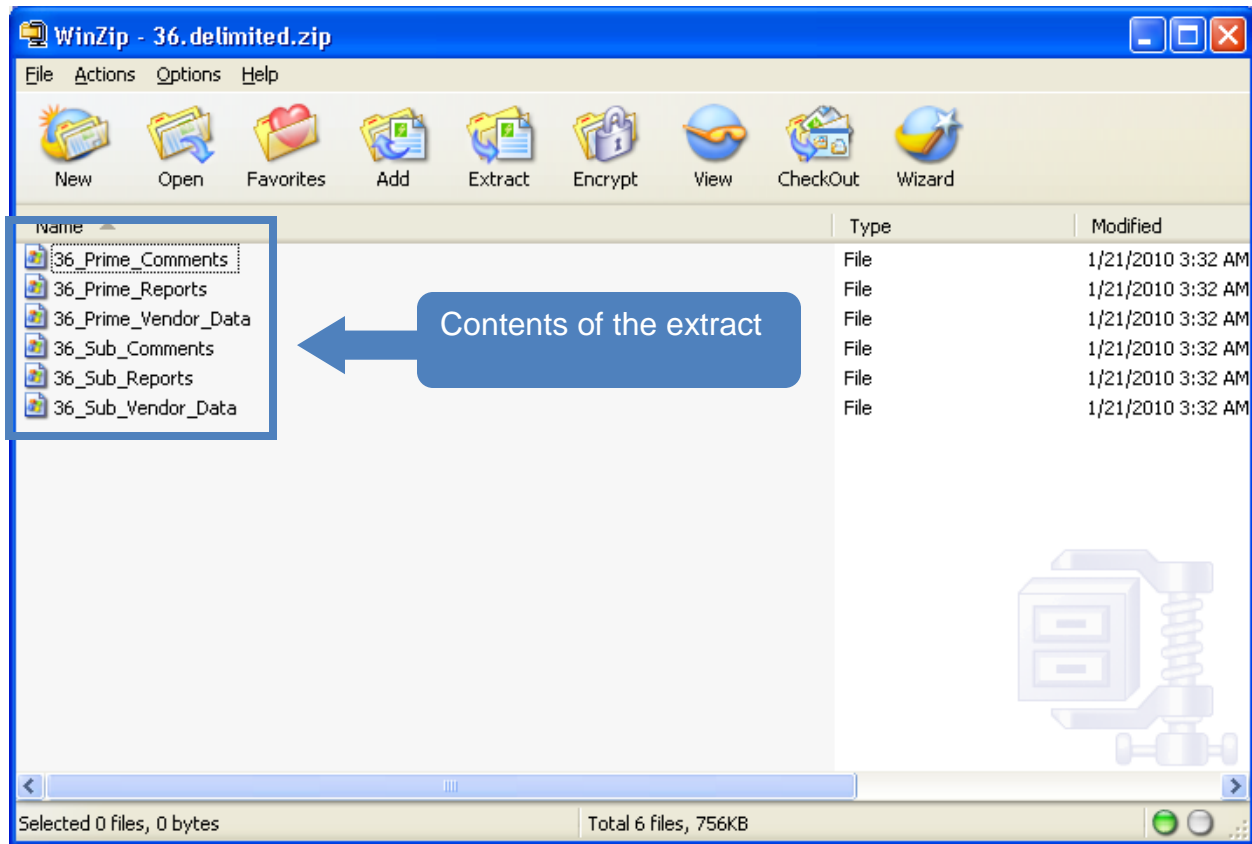 WinZip - 36.delimited.zip
File Actions Options Help
New Open Favorites Add Extract Encrypt View CheckOut Wizard
Name Type Modified
36_Prime_Comments File 1/21/2010 3:32 AM
36_Prime_Reports File 1/21/2010 3:32 AM
36_Prime_Vendor_Data File 1/21/2010 3:32 AM
36_Sub_Comments File 1/21/2010 3:32 AM
36_Sub_Reports File 1/21/2010 3:32 AM
36_Sub_Vendor_Data File 1/21/2010 3:32 AM
Contents of the extract
Selected 0 files, 0 bytes Total 6 files, 756KB